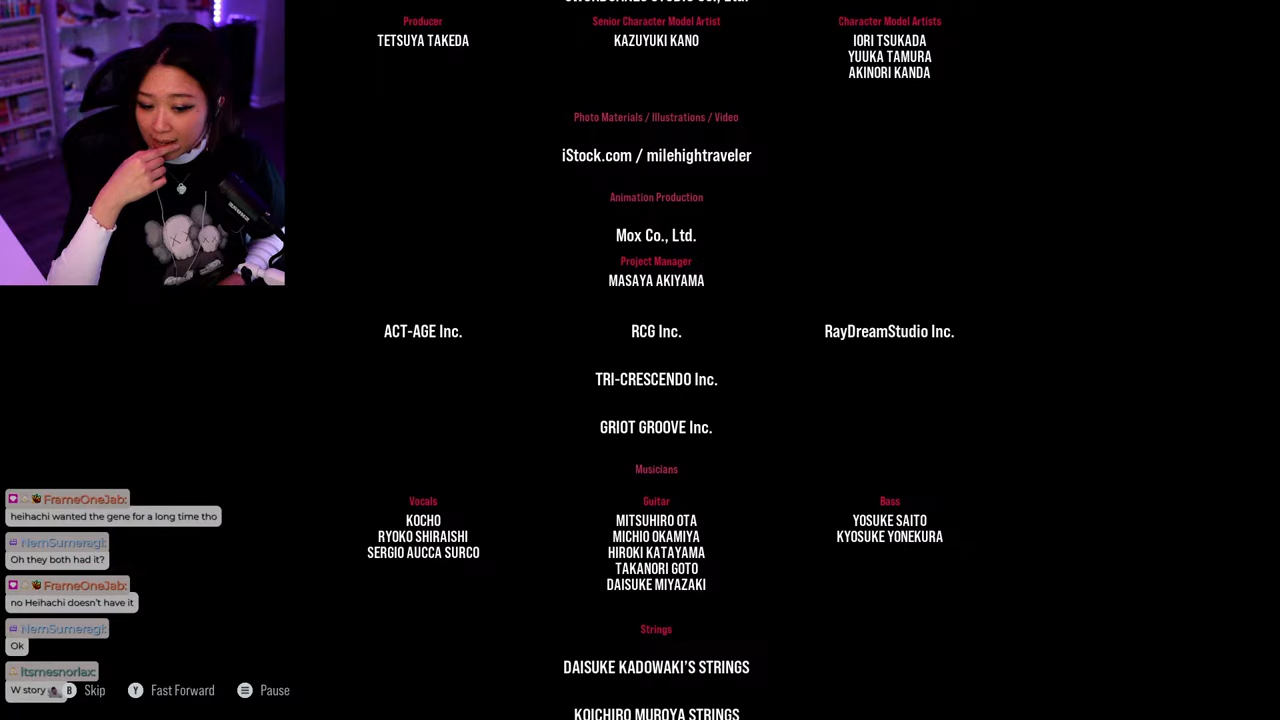 Producer
Senior Character Model Artist
Character Model Artists
TETSUYA TAKEDA
KAZUYUKI KANO
IORI TSUKADA
YUUKA TAMURA
AKINORI KANDA
Photo Materials / Illustrations / Video
iStock.com / milehightraveler
Animation Production
Mox Co., Ltd.
Project Manager
MASAYA AKIYAMA
ACT-AGE Inc.
RCG Inc.
RayDreamStudio Inc.
TRI-CRESCENDO Inc.
GRIOT GROOVE Inc.
Musicians
Vocals
KOCHO
RYOKO SHIRAISHI
SERGIO AUCCA SURCO
Guitar
MITSUHIRO OTA
MICHIO OKAMIYA
HIROKI KATAYAMA
TAKANORI GOTO
DAISUKE MIYAZAKI
Bass
YOSUKE SAITO
KYOSUKE YONEKURA
Strings
DAISUKE KADOWAKI'S STRINGS
KOICHIRO MUROYA STRINGS
FrameOneJab:
heihachi wanted the gene for a long time tho
NemSumeragi:
Oh they both had it?
FrameOneJab:
no Heihachi doesn't have it
NemSumeragi:
Ok
itsmesnorlax:
W story
B Skip
Y Fast Forward
Pause